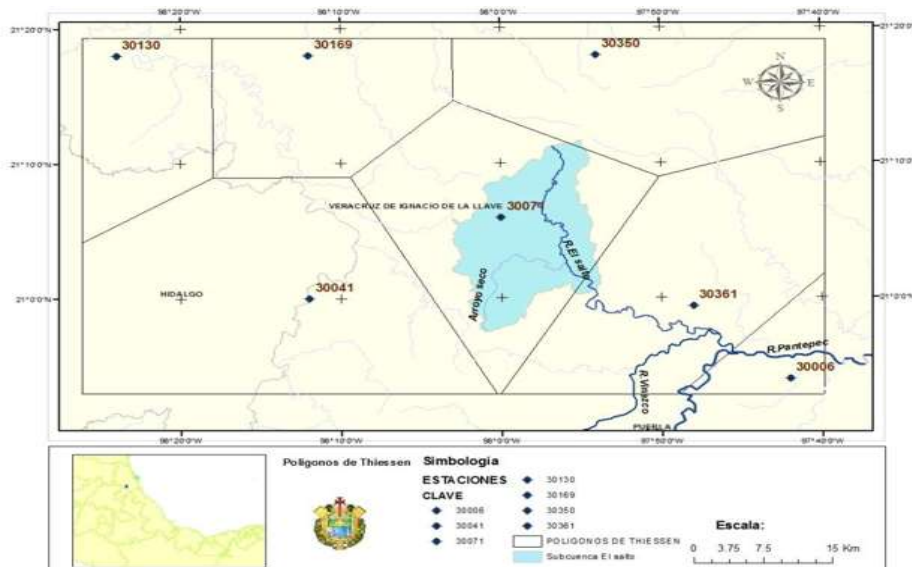 98°20'0"W 98°10'0"W 98°0'0"W 97°50'0"W 97°40'0"W
21°20'0"N 21°20'0"N
30130 30169 30350
N
W E
S
21°10'0"N 21°10'0"N
VERACRUZ DE IGNACIO DE LA LLAVE 30071
R.El salto
Arroyo seco
HIDALGO
30041
30361
21°0'0"N 21°0'0"N
R.Pantepec
30006
R.Vinazco
PUEBLA
98°20'0"W 98°10'0"W 98°0'0"W 97°50'0"W 97°40'0"W
Poligonos de Thiessen
Simbología
ESTACIONES
CLAVE
30006
30041
30071
30130
30169
30350
30361
POLIGONOS DE THIESSEN
Subcuenca El salto
Escala:
0 3.75 7.5 15 Km